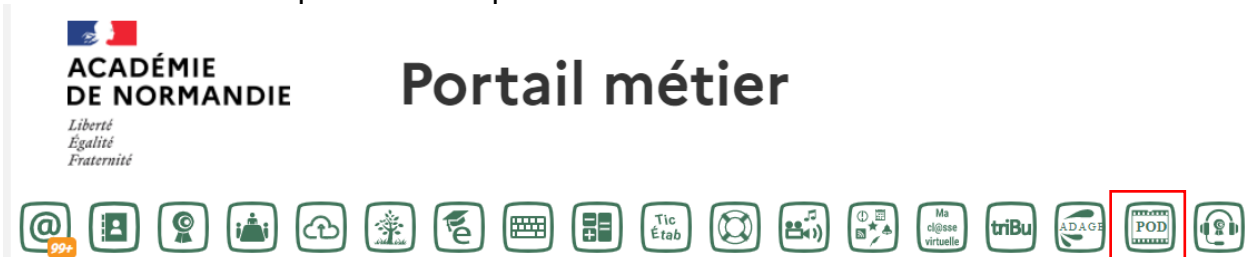 ACADÉMIE
DE NORMANDIE
Liberté
Égalité
Fraternité
Portail métier
@ 99+
e
Tic
Étab
Ma
cl@sse
virtuelle
triBu
ADAGE
POD